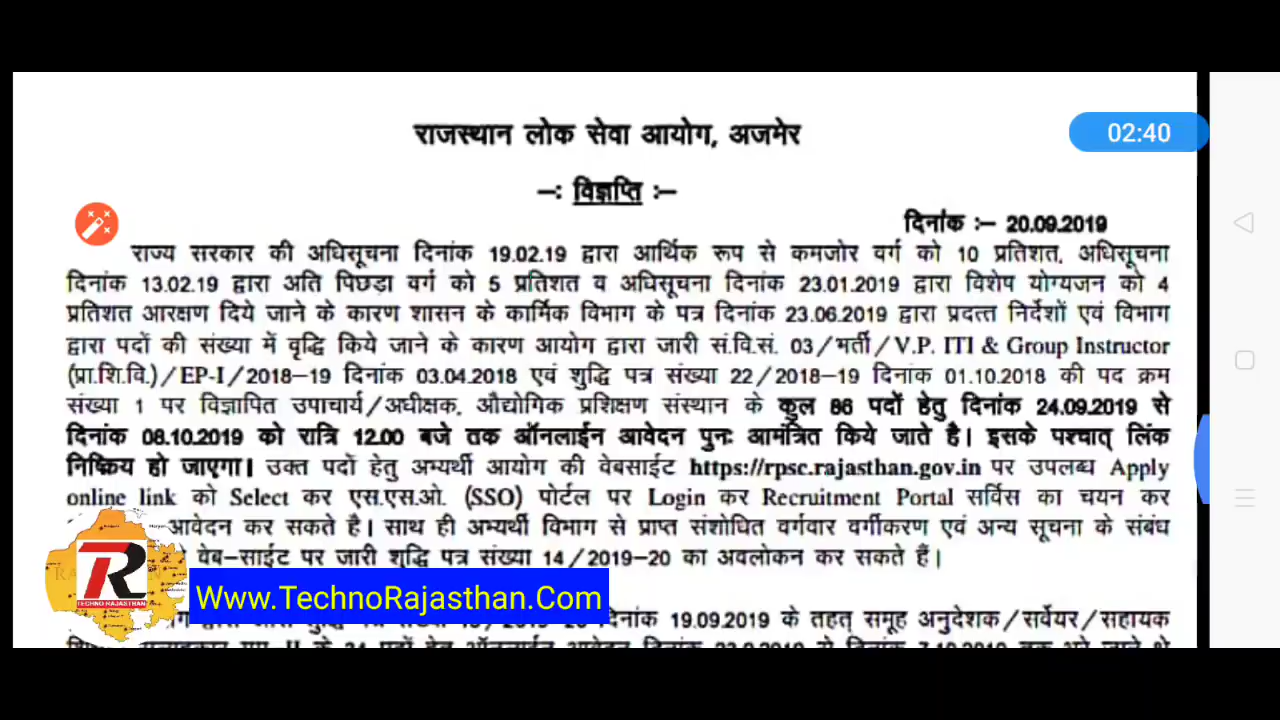 राजस्थान लोक सेवा आयोग, अजमेर
02:40
—: विज्ञप्ति :—
दिनांक :— 20.09.2019
राज्य सरकार की अधिसूचना दिनांक 19.02.19 द्वारा आर्थिक रूप से कमजोर वर्ग को 10 प्रतिशत, अधिसूचना
दिनांक 13.02.19 द्वारा अति पिछड़ा वर्ग को 5 प्रतिशत व अधिसूचना दिनांक 23.01.2019 द्वारा विशेष योग्यजन को 4
प्रतिशत आरक्षण दिये जाने के कारण शासन के कार्मिक विभाग के पत्र दिनांक 23.06.2019 द्वारा प्रदत्त निर्देशों एवं विभाग
द्वारा पदों की संख्या में वृद्धि किये जाने के कारण आयोग द्वारा जारी सं.वि.सं. 03/भर्ती/V.P. ITI & Group Instructor
(प्रा.शि.वि.)/EP-I/2018–19 दिनांक 03.04.2018 एवं शुद्धि पत्र संख्या 22/2018–19 दिनांक 01.10.2018 की पद क्रम
संख्या 1 पर विज्ञापित उपाचार्य/अधीक्षक, औद्योगिक प्रशिक्षण संस्थान के कुल 86 पदों हेतु दिनांक 24.09.2019 से
दिनांक 08.10.2019 को रात्रि 12.00 बजे तक ऑनलाईन आवेदन पुनः आमंत्रित किये जाते है। इसके पश्चात् लिंक
निष्क्रिय हो जाएगा। उक्त पदों हेतु अभ्यर्थी आयोग की वेबसाईट https://rpsc.rajasthan.gov.in पर उपलब्ध Apply
online link को Select कर एस.एस.ओ. (SSO) पोर्टल पर Login कर Recruitment Portal सर्विस का चयन कर
आवेदन कर सकते है। साथ ही अभ्यर्थी विभाग से प्राप्त संशोधित वर्गवार वर्गीकरण एवं अन्य सूचना के संबंध
वेब–साईट पर जारी शुद्धि पत्र संख्या 14/2019–20 का अवलोकन कर सकते हैं।
TR
TECHNO RAJASTHAN
Www.TechnoRajasthan.Com
दिनांक 19.09.2019 के तहत् समूह अनुदेशक/सर्वेयर/सहायक